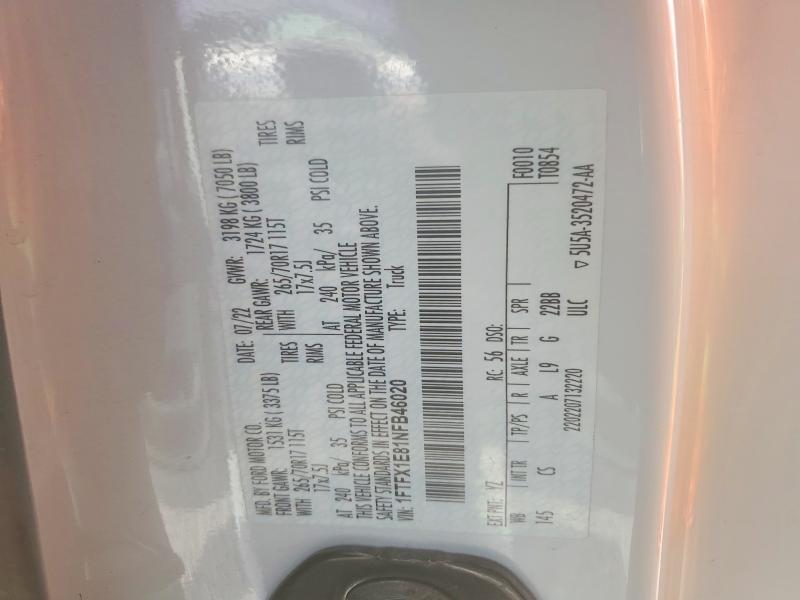 MFD. BY FORD MOTOR CO.
DATE: 07/22 GVWR: 3198 KG ( 7050 LB)
FRONT GAWR: 1531 KG ( 3375 LB) REAR GAWR: 1724 KG ( 3800 LB)
WITH 265/70R17 115T TIRES WITH 265/70R17 115T TIRES
17x7.5J RIMS 17x7.5J RIMS
AT 240 kPa/ 35 PSI COLD AT 240 kPa/ 35 PSI COLD
THIS VEHICLE CONFORMS TO ALL APPLICABLE FEDERAL MOTOR VEHICLE
SAFETY STANDARDS IN EFFECT ON THE DATE OF MANUFACTURE SHOWN ABOVE.
VIN: 1FTFX1E81NFB46020 TYPE: Truck
F0010
EXT PNT: YZ RC: 56 DSO: T0854
WB INT TR TP/PS R AXLE TR SPR
145 CS A L9 G 22BB
2202207132220 ULC
▽ 5U5A-3520472-AA